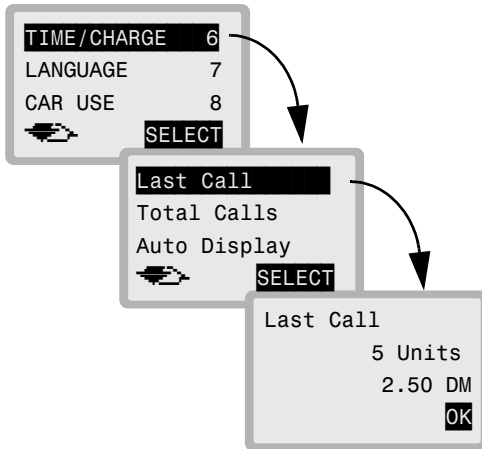 TIME/CHARGE 6
LANGUAGE 7
CAR USE 8
SELECT
Last Call
Total Calls
Auto Display
SELECT
Last Call
5 Units
2.50 DM
OK